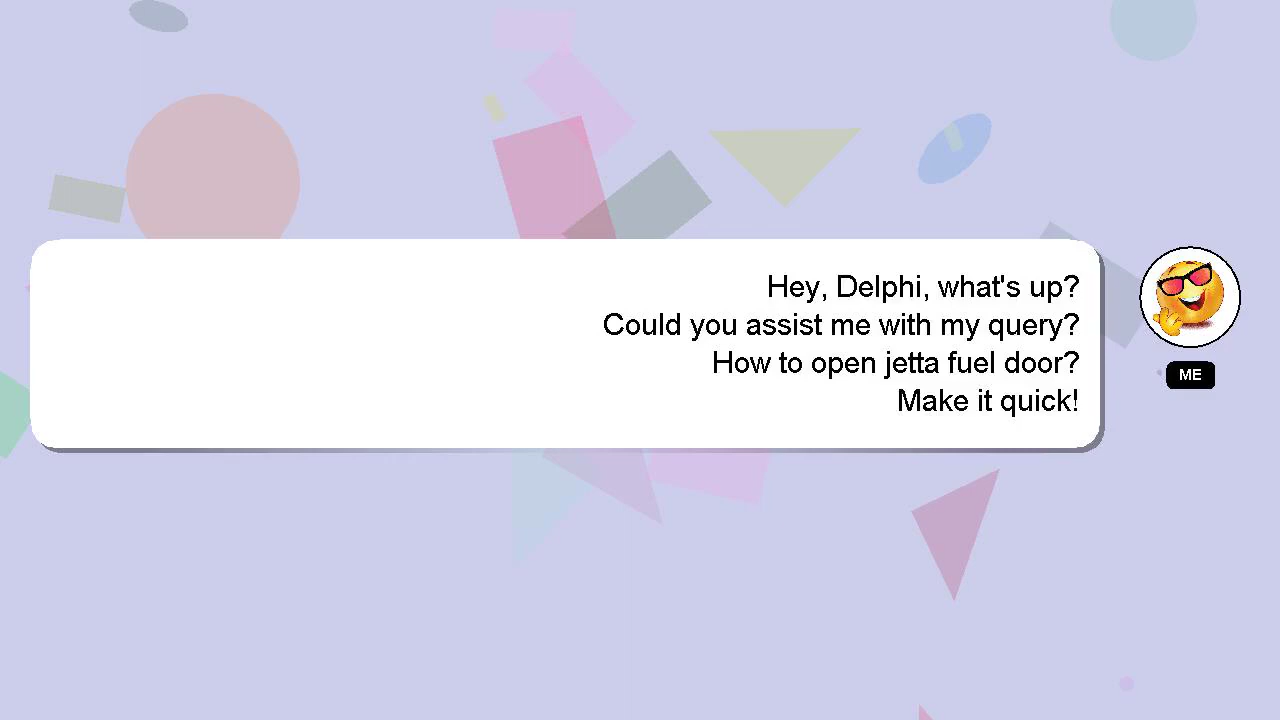 Hey, Delphi, what's up?
Could you assist me with my query?
How to open jetta fuel door?
Make it quick!
ME